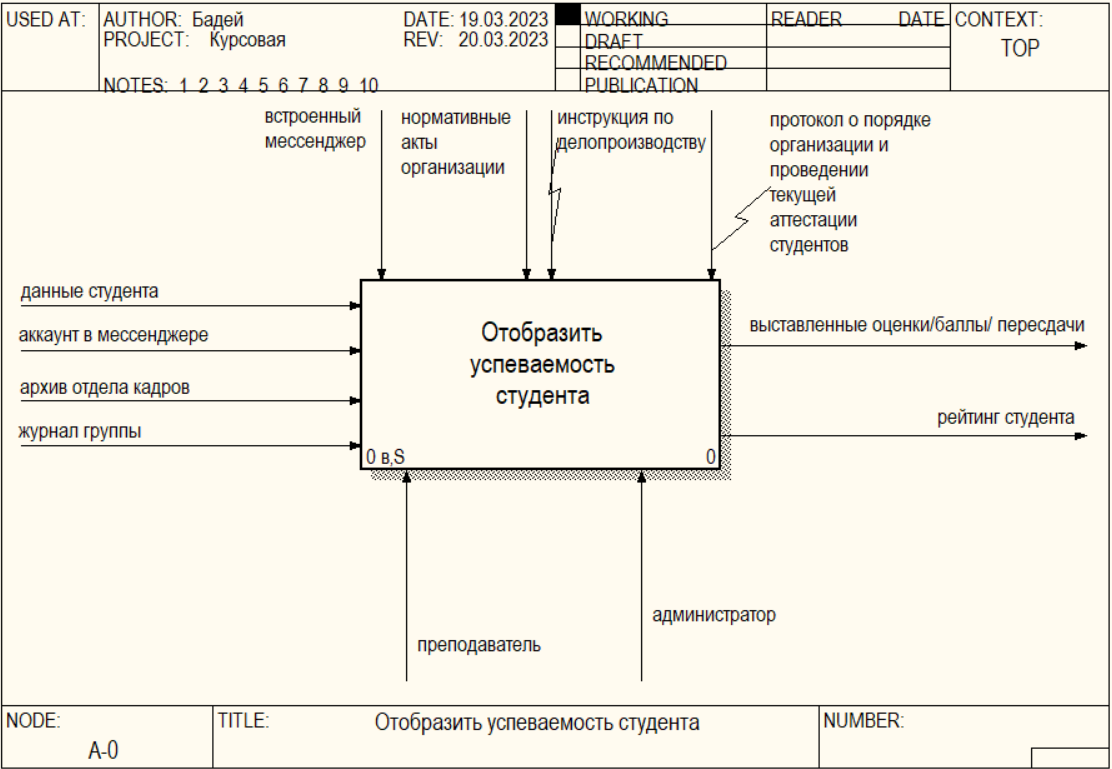 USED AT:
AUTHOR: Бадей
DATE: 19.03.2023
PROJECT: Курсовая
REV: 20.03.2023
NOTES: 1 2 3 4 5 6 7 8 9 10
WORKING
DRAFT
RECOMMENDED
PUBLICATION
READER
DATE
CONTEXT:
TOP
встроенный
мессенджер
нормативные
акты
организации
инструкция по
делопроизводству
протокол о порядке
организации и
проведении
текущей
аттестации
студентов
данные студента
аккаунт в мессенджере
архив отдела кадров
журнал группы
Отобразить
успеваемость
студента
0 в,S
0
выставленные оценки/баллы/ пересдачи
рейтинг студента
преподаватель
администратор
NODE:
A-0
TITLE:
Отобразить успеваемость студента
NUMBER: